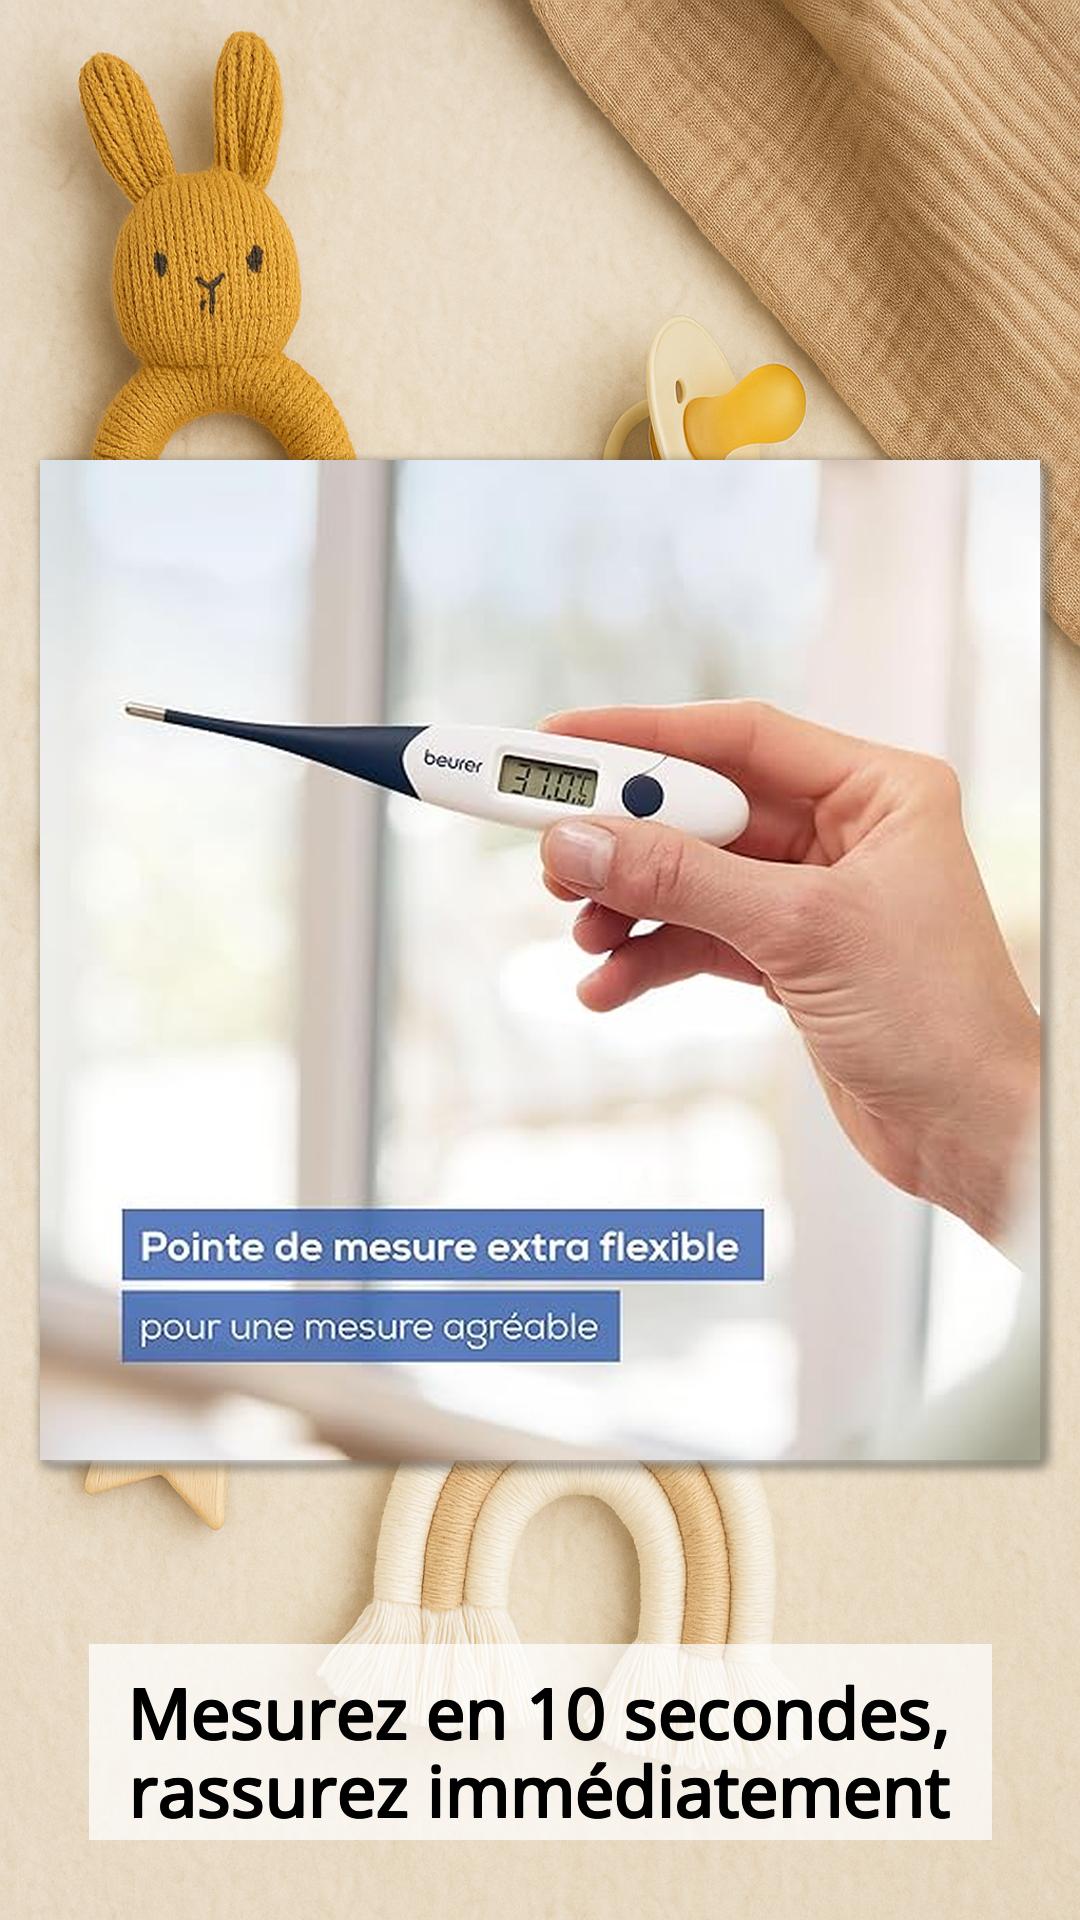 beurer
37.0°C
Pointe de mesure extra flexible
pour une mesure agréable
Mesurez en 10 secondes,
rassurez immédiatement